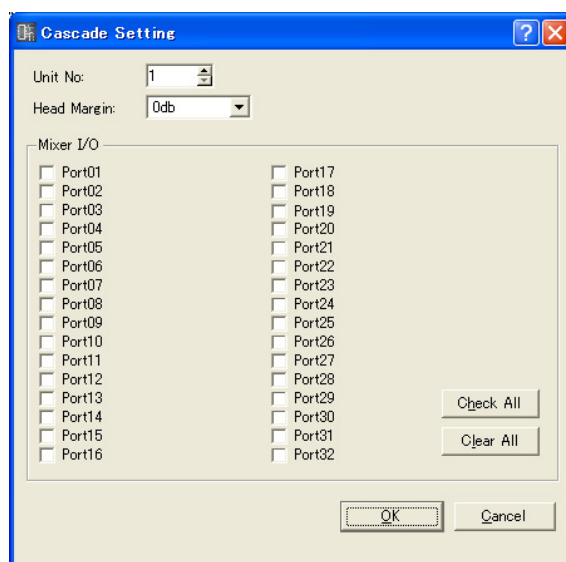 Cascade Setting
Unit No: 1
Head Margin: 0db
Mixer I/O
Port01
Port02
Port03
Port04
Port05
Port06
Port07
Port08
Port09
Port10
Port11
Port12
Port13
Port14
Port15
Port16
Port17
Port18
Port19
Port20
Port21
Port22
Port23
Port24
Port25
Port26
Port27
Port28
Port29
Port30
Port31
Port32
Check All
Clear All
OK Cancel